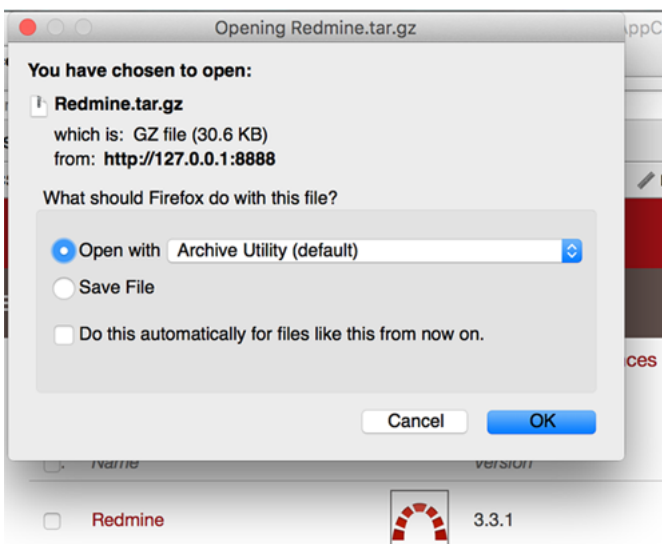 Opening Redmine.tar.gz
AppC
You have chosen to open:
Redmine.tar.gz
which is: GZ file (30.6 KB)
from: http://127.0.0.1:8888
What should Firefox do with this file?
Open with Archive Utility (default)
Save File
Do this automatically for files like this from now on.
Cancel OK
Name Version
Redmine 3.3.1